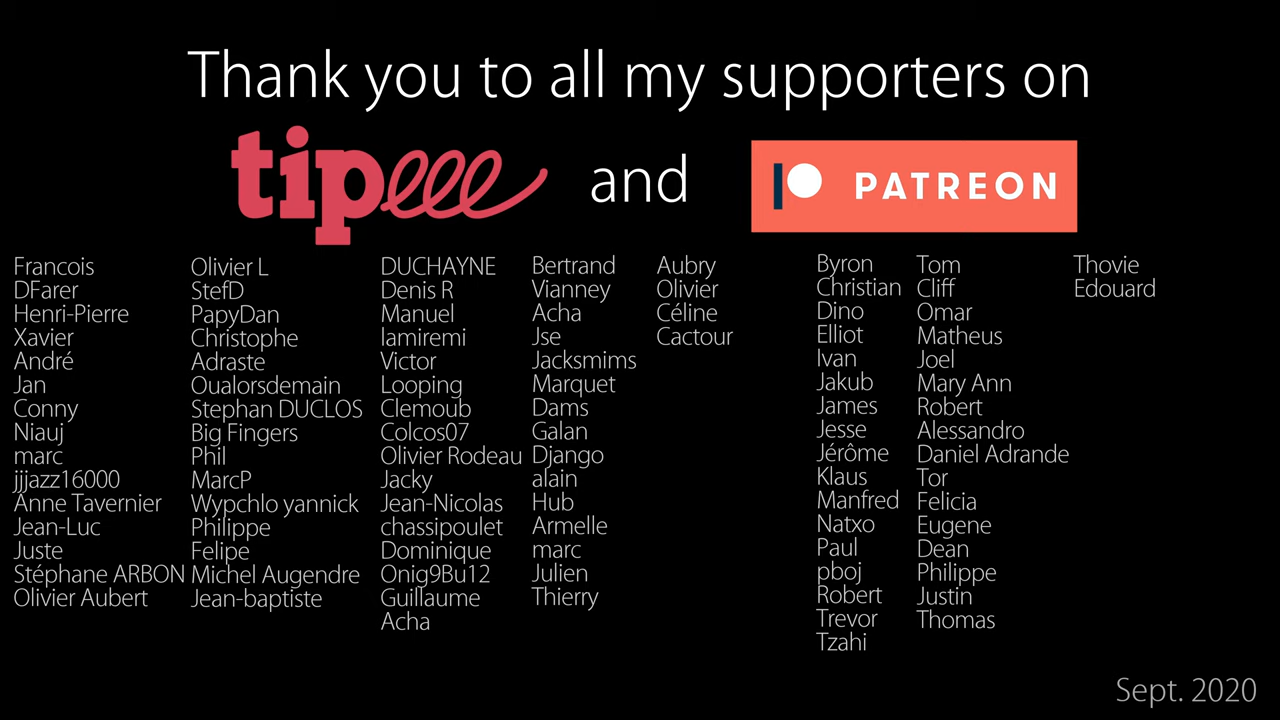 Thank you to all my supporters on
tipeee and PATREON
Francois
DFarer
Henri-Pierre
Xavier
André
Jan
Conny
Niauj
marc
jjjazz16000
Anne Tavernier
Jean-Luc
Juste
Stéphane ARBON
Olivier Aubert
Olivier L
StefD
PapyDan
Christophe
Adraste
Oualorsdemain
Stephan DUCLOS
Big Fingers
Phil
MarcP
Wypchlo yannick
Philippe
Felipe
Michel Augendre
Jean-baptiste
DUCHAYNE
Denis R
Manuel
lamiremi
Victor
Looping
Clemoub
Colcos07
Olivier Rodeau
Jacky
Jean-Nicolas
chassipoulet
Dominique
Onig9Bu12
Guillaume
Acha
Bertrand
Vianney
Acha
Jse
Jacksmims
Marquet
Dams
Galan
Django
alain
Hub
Armelle
marc
Julien
Thierry
Aubry
Olivier
Céline
Cactour
Byron
Christian
Dino
Elliot
Ivan
Jakub
James
Jesse
Jérôme
Klaus
Manfred
Natxo
Paul
pboj
Robert
Trevor
Tzahi
Tom
Cliff
Omar
Matheus
Joel
Mary Ann
Robert
Alessandro
Daniel Adrande
Tor
Felicia
Eugene
Dean
Philippe
Justin
Thomas
Thovie
Edouard
Sept. 2020